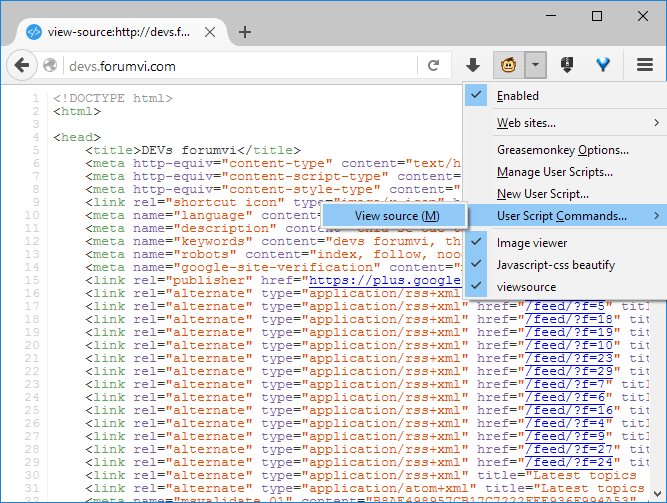 view-source:http://devs.f...
devs.forumvi.com
Enabled
Web sites...
Greasemonkey Options...
Manage User Scripts...
New User Script...
User Script Commands...
Image viewer
Javascript-css beautify
viewsource
View source (M)
1 <!DOCTYPE html>
2 <html>
3
4 <head>
5 <title>DEVs forumvi</title>
6 <meta http-equiv="content-type" content="text/h
7 <meta http-equiv="content-script-type" content=
8 <meta http-equiv="content-style-type" content="
9 <link rel="shortcut icon"
10 <meta name="language"
11 <meta name="description"
12 <meta name="keywords" content="devs forumvi, th
13 <meta name="robots" content="index, follow, noo
14 <meta name="google-site-verification" content="
15 <link rel="publisher" href="https://plus.google
16 <link rel="alternate" type="application/rss+xml
17 <link rel="alternate" type="application/rss+xml" href="/feed/?f=5" titl
18 <link rel="alternate" type="application/rss+xml" href="/feed/?f=18" tit
19 <link rel="alternate" type="application/rss+xml" href="/feed/?f=19" tit
20 <link rel="alternate" type="application/rss+xml" href="/feed/?f=10" tit
21 <link rel="alternate" type="application/rss+xml" href="/feed/?f=23" tit
22 <link rel="alternate" type="application/rss+xml" href="/feed/?f=29" tit
23 <link rel="alternate" type="application/rss+xml" href="/feed/?f=7" titl
24 <link rel="alternate" type="application/rss+xml" href="/feed/?f=6" titl
25 <link rel="alternate" type="application/rss+xml" href="/feed/?f=16" tit
26 <link rel="alternate" type="application/rss+xml" href="/feed/?f=4" titl
27 <link rel="alternate" type="application/rss+xml" href="/feed/?f=9" titl
28 <link rel="alternate" type="application/rss+xml" href="/feed/?f=27" tit
29 <link rel="alternate" type="application/rss+xml" href="/feed/?f=24" tit
30 <link rel="alternate" type="application/rss+xml" title="Latest topics
31 <link rel="alternate" type="application/atom+xml" title="Latest topics